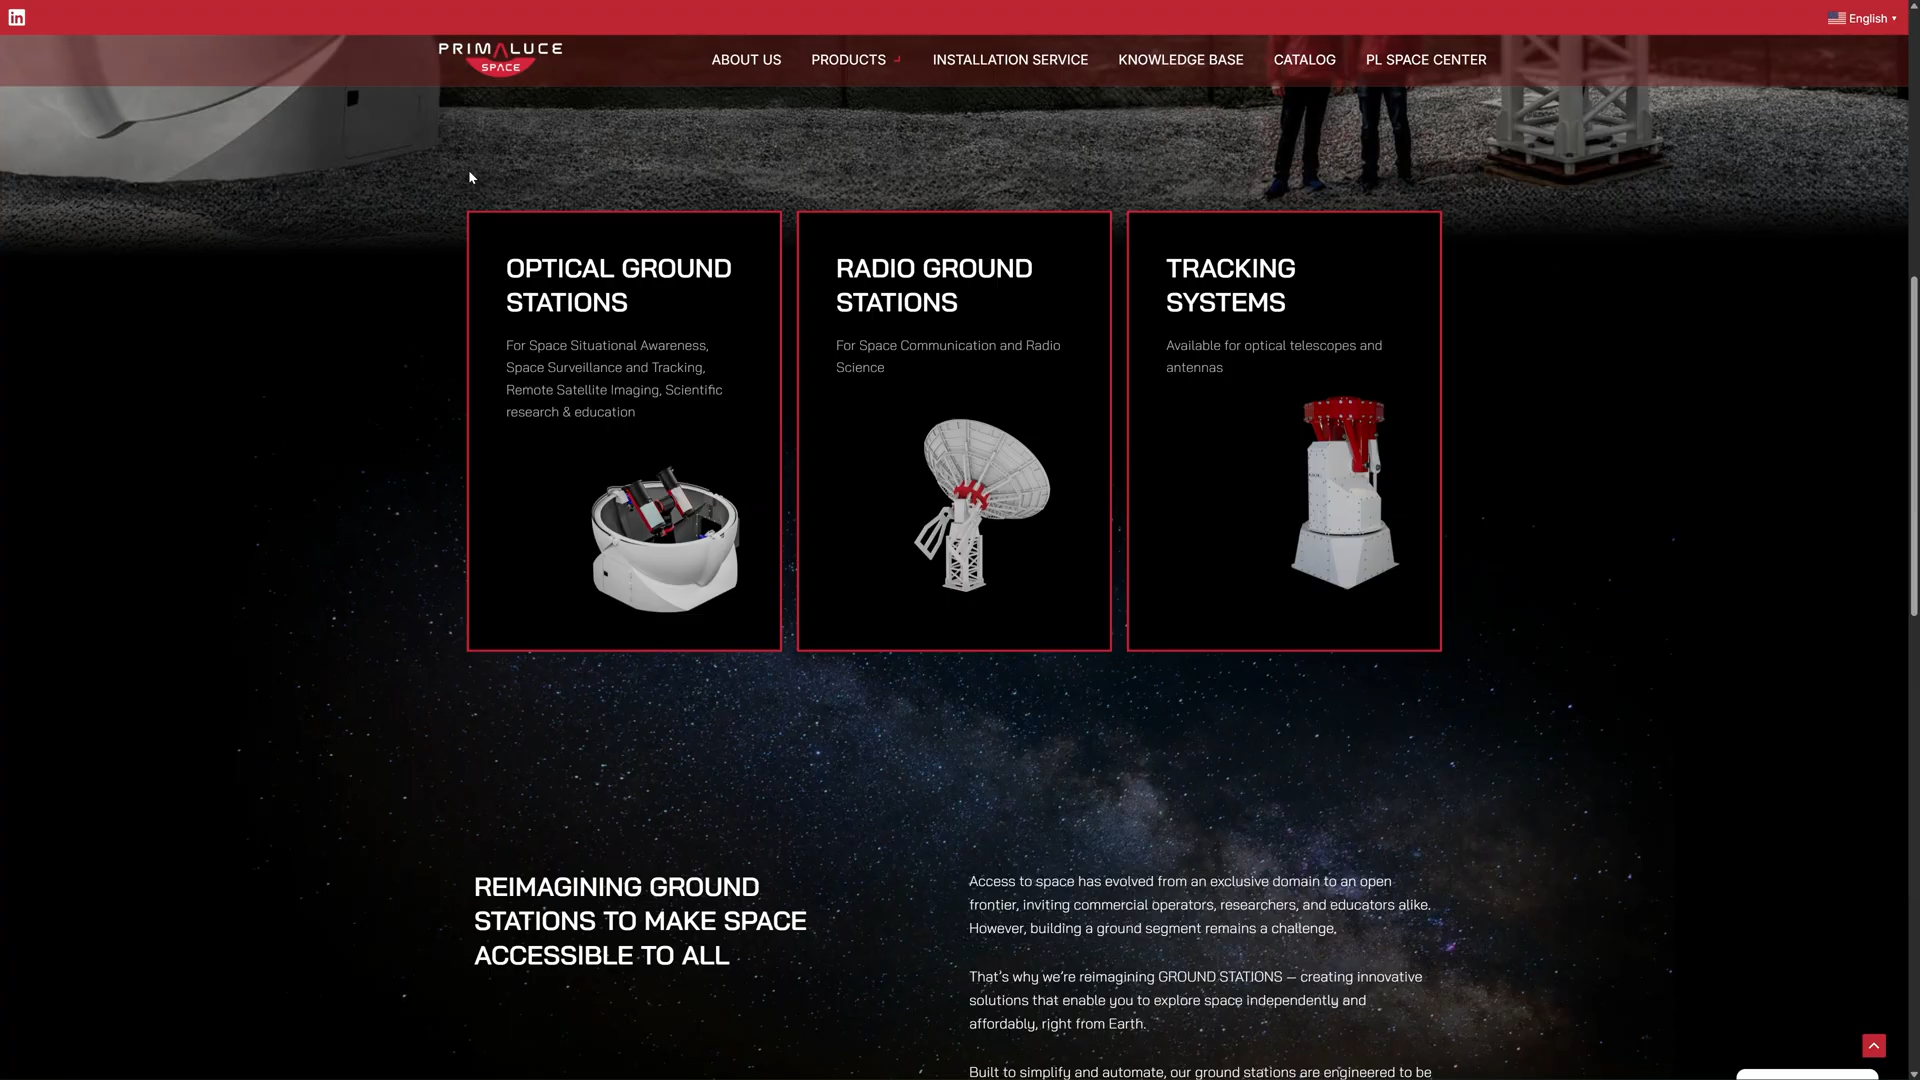 in
English
PRIMALUCE
SPACE
ABOUT US
PRODUCTS
INSTALLATION SERVICE
KNOWLEDGE BASE
CATALOG
PL SPACE CENTER
OPTICAL GROUND
STATIONS
For Space Situational Awareness,
Space Surveillance and Tracking,
Remote Satellite Imaging, Scientific
research & education
RADIO GROUND
STATIONS
For Space Communication and Radio
Science
TRACKING
SYSTEMS
Available for optical telescopes and
antennas
REIMAGINING GROUND
STATIONS TO MAKE SPACE
ACCESSIBLE TO ALL
Access to space has evolved from an exclusive domain to an open
frontier, inviting commercial operators, researchers, and educators alike.
However, building a ground segment remains a challenge.
That's why we're reimagining GROUND STATIONS – creating innovative
solutions that enable you to explore space independently and
affordably, right from Earth.
Built to simplify and automate, our ground stations are engineered to be